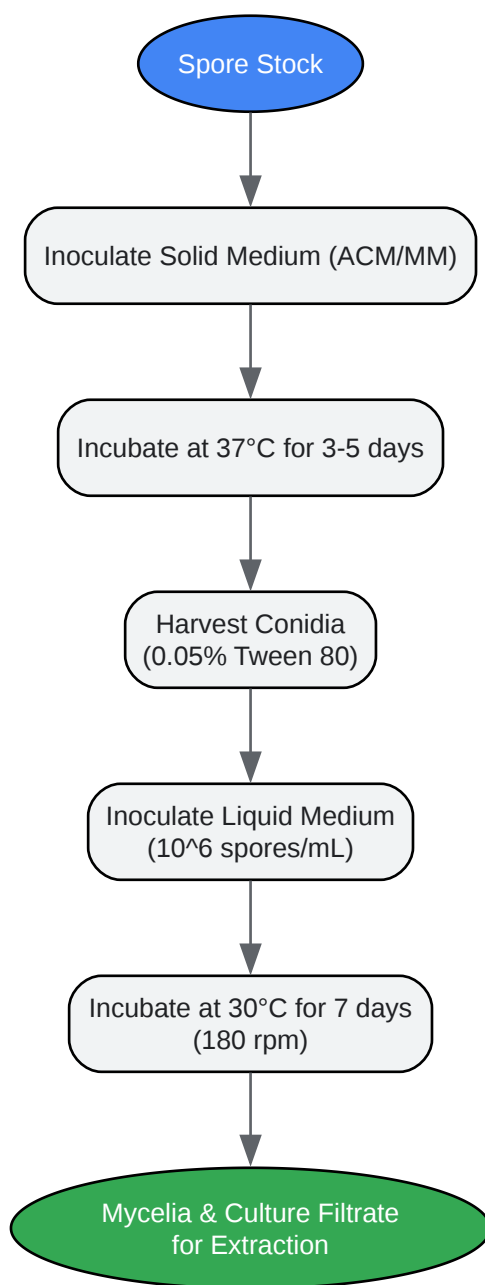 Spore Stock
Inoculate Solid Medium (ACM/MM)
Incubate at 37°C for 3-5 days
Harvest Conidia
(0.05% Tween 80)
Inoculate Liquid Medium
(10^6 spores/mL)
Incubate at 30°C for 7 days
(180 rpm)
Mycelia & Culture Filtrate
for Extraction